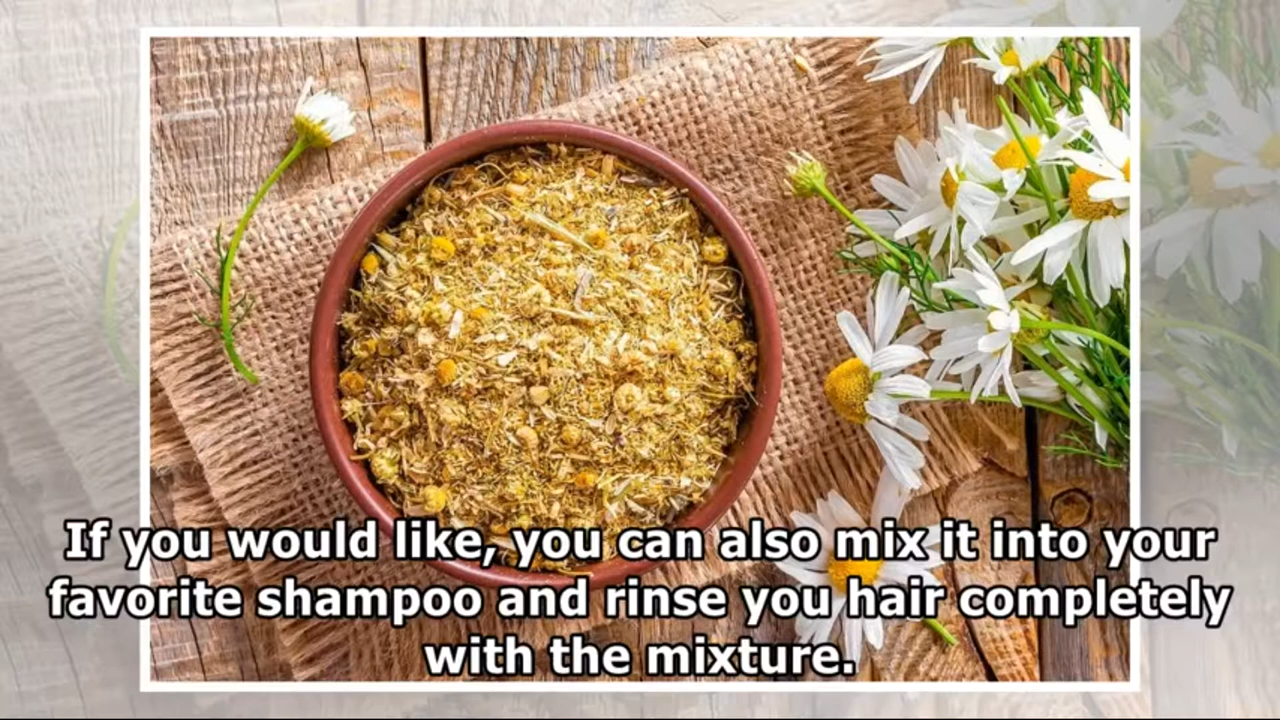 If you would like, you can also mix it into your
favorite shampoo and rinse you hair completely
with the mixture.